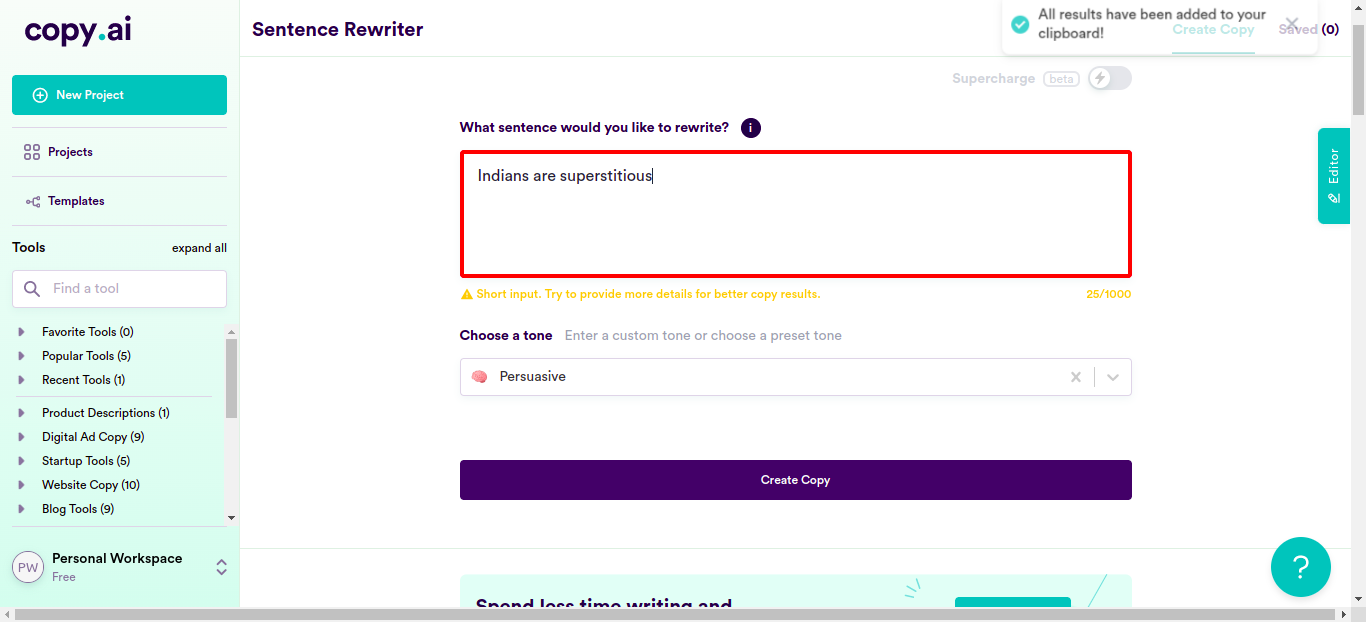 copy.ai
New Project
Projects
Templates
Tools expand all
Find a tool
Favorite Tools (0)
Popular Tools (5)
Recent Tools (1)
Product Descriptions (1)
Digital Ad Copy (9)
Startup Tools (5)
Website Copy (10)
Blog Tools (9)
PW
Personal Workspace
Free
Sentence Rewriter
All results have been added to your
clipboard!
Create Copy
Saved (0)
Supercharge beta
What sentence would you like to rewrite? i
Indians are superstitious
Short input. Try to provide more details for better copy results. 25/1000
Choose a tone Enter a custom tone or choose a preset tone
Persuasive
Create Copy
Spend less time writing and
Editor
?